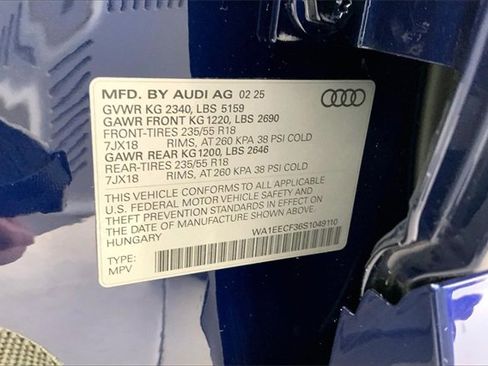 MFD. BY AUDI AG 02 25
GVWR KG 2340, LBS 5159
GAWR FRONT KG 1220, LBS 2690
FRONT-TIRES 235/55 R18
7JX18 RIMS, AT 260 KPA 38 PSI COLD
GAWR REAR KG 1200, LBS 2646
REAR-TIRES 235/55 R18
7JX18 RIMS, AT 260 KPA 38 PSI COLD
THIS VEHICLE CONFORMS TO ALL APPLICABLE
U.S. FEDERAL MOTOR VEHICLE SAFETY AND
THEFT PREVENTION STANDARDS IN EFFECT ON
THE DATE OF MANUFACTURE SHOWN ABOVE.
HUNGARY
WA1EECF36S1049110
TYPE:
MPV